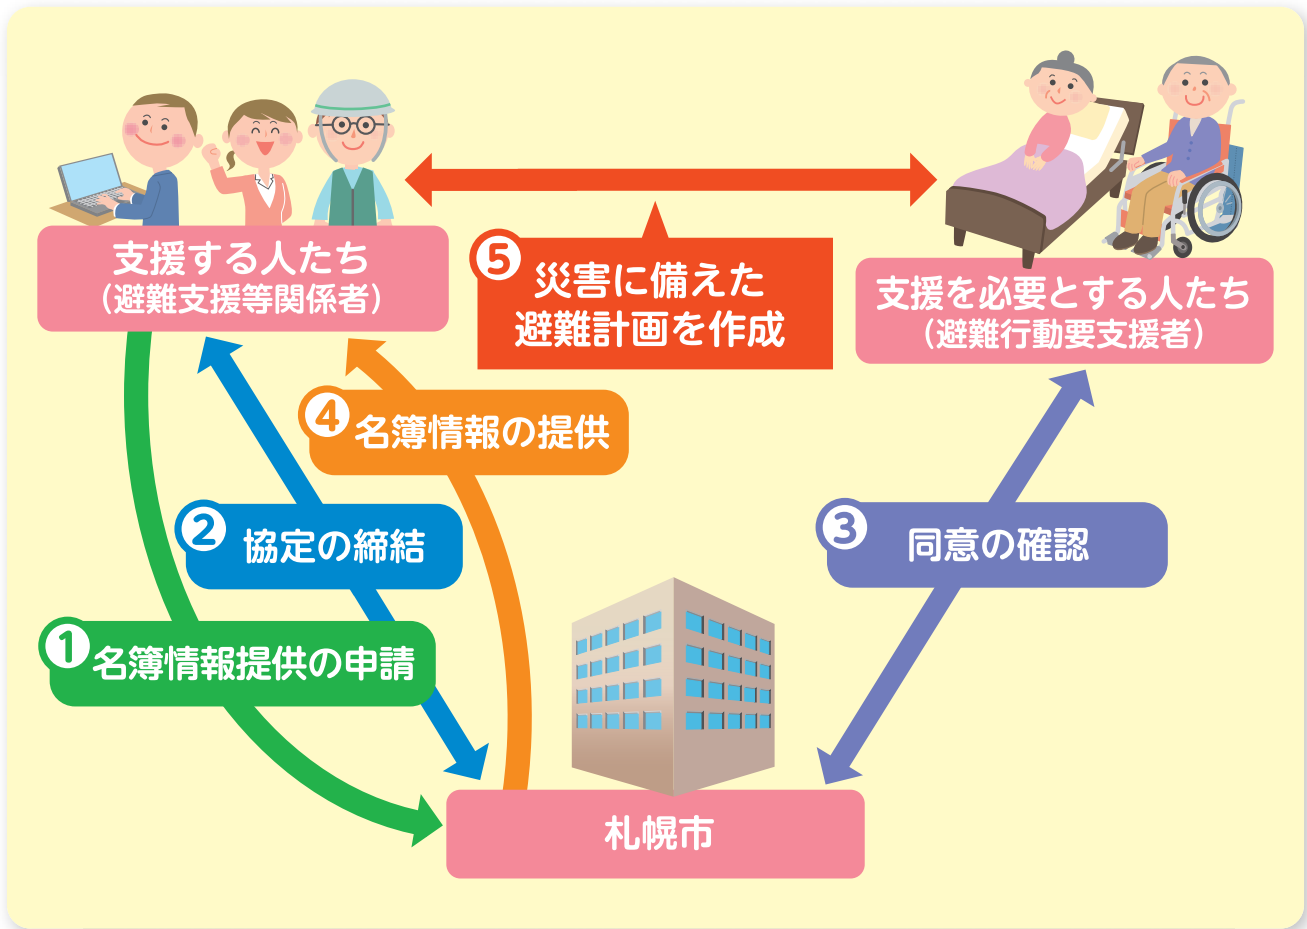 支援する人たち
(避難支援等関係者)
5
災害に備えた
避難計画を作成
支援を必要とする人たち
(避難行動要支援者)
4
名簿情報の提供
2
協定の締結
3
同意の確認
1
名簿情報提供の申請
札幌市